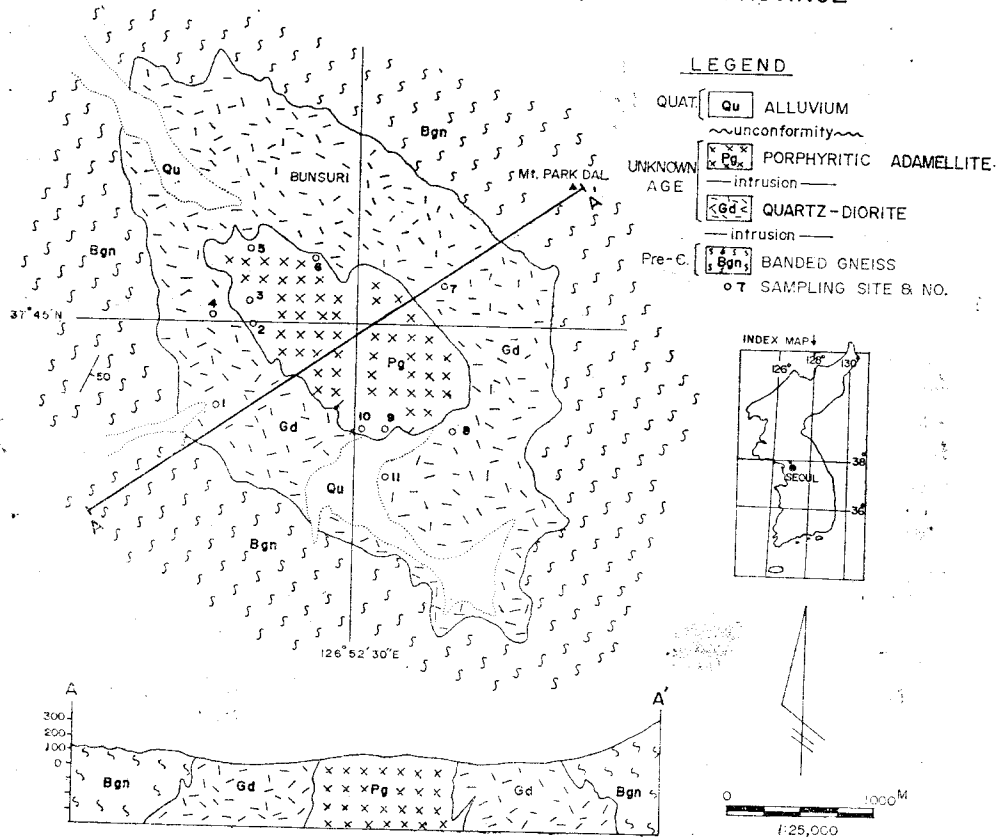 LEGEND
QUAT. Qu ALLUVIUM
unconformity
UNKNOWN AGE
Pg PORPHYRITIC ADAMELLITE.
intrusion
Gd QUARTZ-DIORITE
intrusion
Pre-Є. Bgn BANDED GNEISS
7 SAMPLING SITE & NO.
Bgn
Qu
BUNSURI
Mt. PARK DAL
A'
Bgn
5
6
7
3
4
2
37°45'N
Gd
Pg
50
1
Gd
10
9
8
11
Qu
A
Bgn
126°52'30"E
INDEX MAP
126°
128°
130°
38°
SEOUL
36°
A
A'
300
200
100
0
Bgn
Gd
Pg
Gd
Bgn
0
1000M
1:25,000